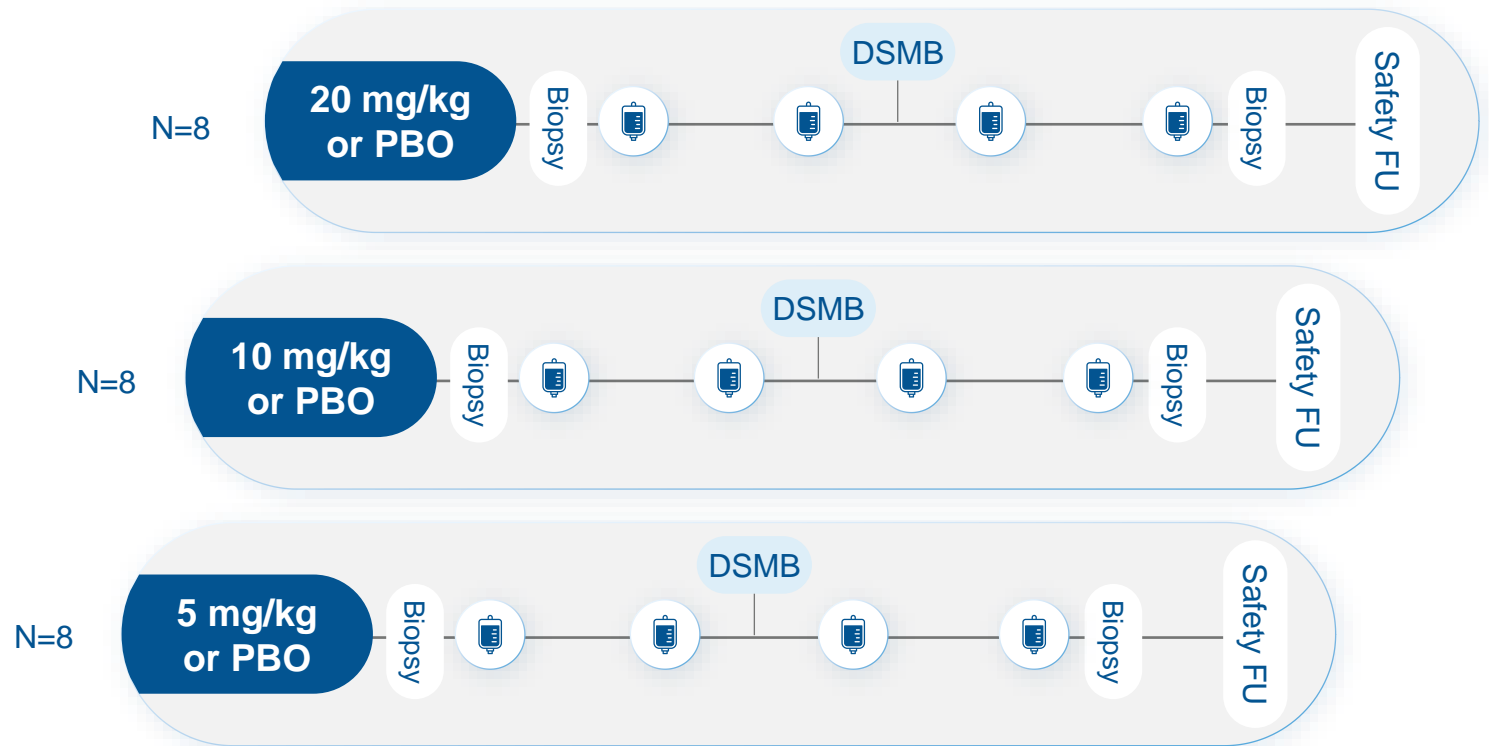 DSMB
N=8
20 mg/kg
or PBO
Biopsy
Biopsy
Safety FU
DSMB
N=8
10 mg/kg
or PBO
Biopsy
Biopsy
Safety FU
DSMB
N=8
5 mg/kg
or PBO
Biopsy
Biopsy
Safety FU